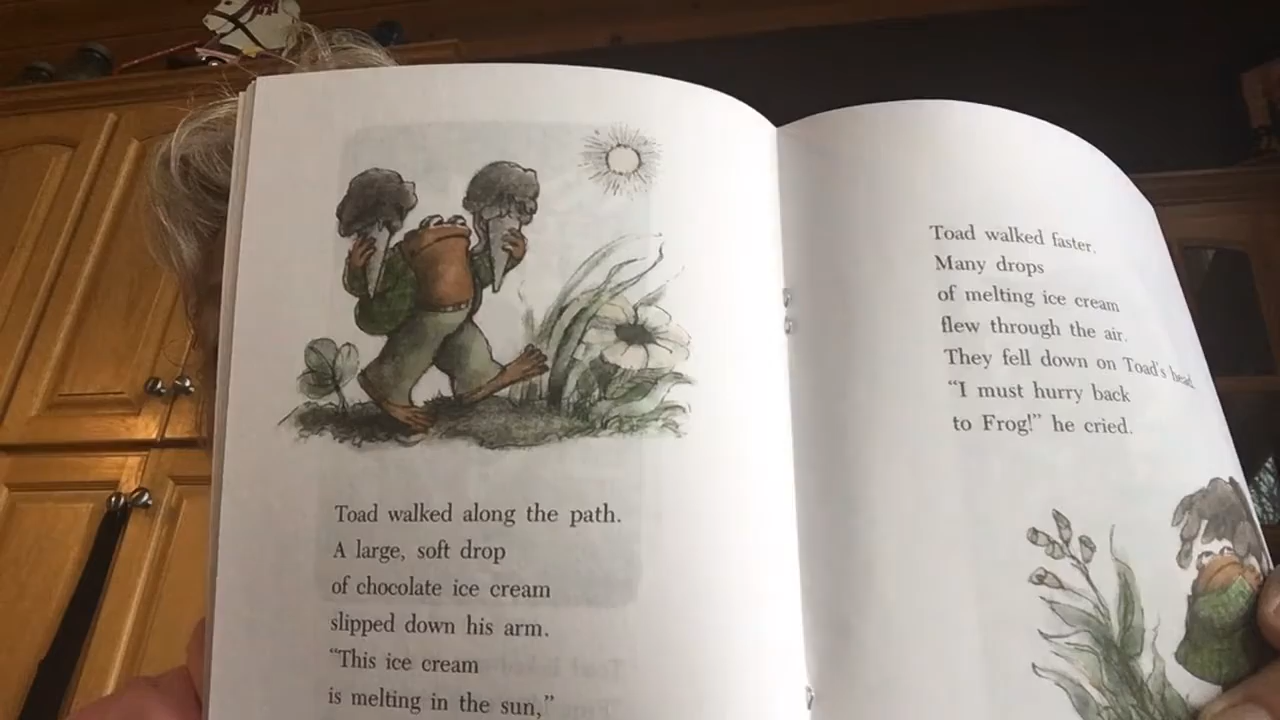 Toad walked along the path.
A large, soft drop
of chocolate ice cream
slipped down his arm.
“This ice cream
is melting in the sun,”
Toad walked faster.
Many drops
of melting ice cream
flew through the air.
They fell down on Toad's head.
“I must hurry back
to Frog!” he cried.